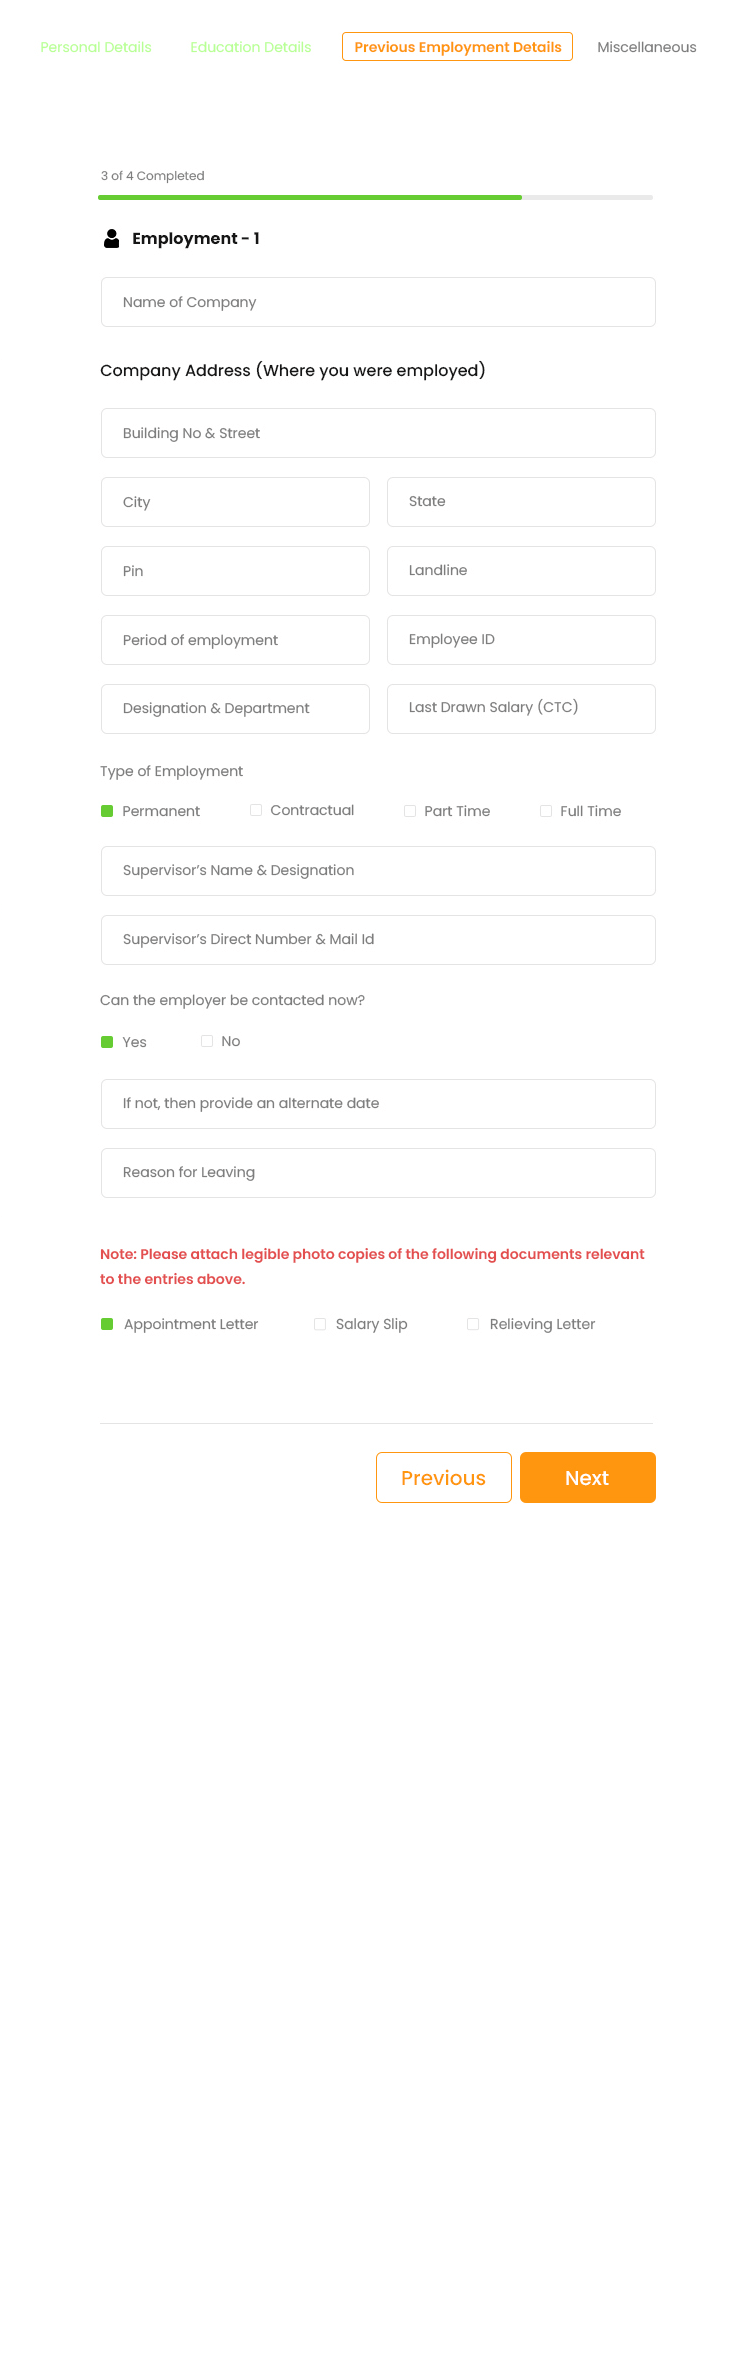 Personal Details Education Details Previous Employment Details Miscellaneous
3 of 4 Completed
Employment - 1
Name of Company
Company Address (Where you were employed)
Building No & Street
City State
Pin Landline
Period of employment Employee ID
Designation & Department Last Drawn Salary (CTC)
Type of Employment
Permanent Contractual Part Time Full Time
Supervisor’s Name & Designation
Supervisor’s Direct Number & Mail Id
Can the employer be contacted now?
Yes No
If not, then provide an alternate date
Reason for Leaving
Note: Please attach legible photo copies of the following documents relevant
to the entries above.
Appointment Letter Salary Slip Relieving Letter
Previous Next